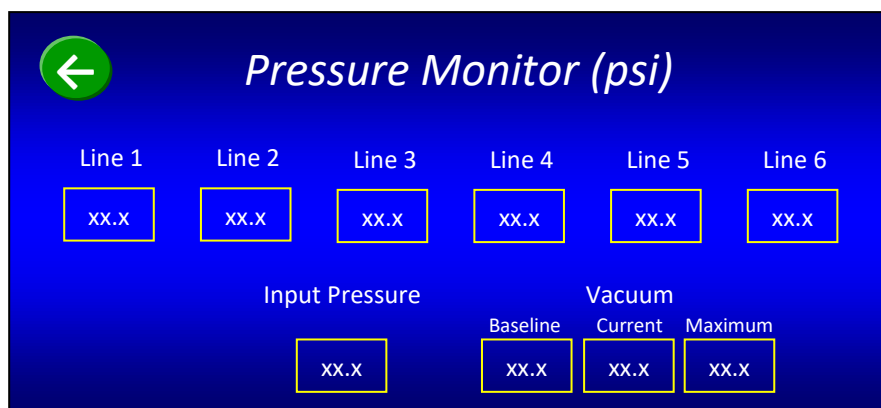 Pressure Monitor (psi)
Line 1 Line 2 Line 3 Line 4 Line 5 Line 6
xx.x xx.x xx.x xx.x xx.x xx.x
Input Pressure Vacuum
Baseline Current Maximum
xx.x xx.x xx.x xx.x